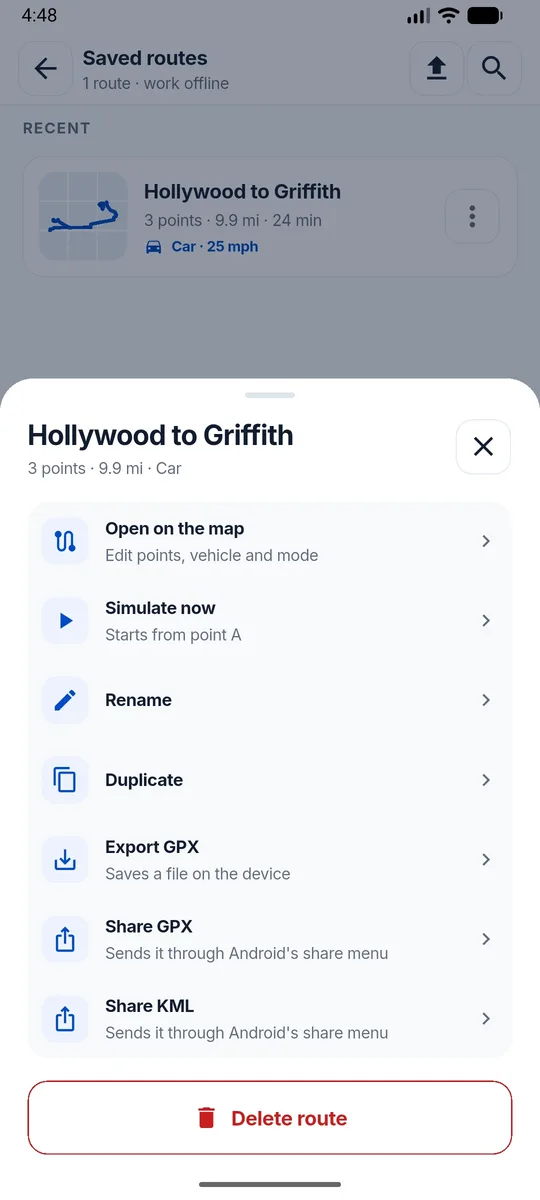 4:48
Saved routes
1 route · work offline
RECENT
Hollywood to Griffith
3 points · 9.9 mi · 24 min
Car · 25 mph
Hollywood to Griffith
3 points · 9.9 mi · Car
Open on the map
Edit points, vehicle and mode
Simulate now
Starts from point A
Rename
Duplicate
Export GPX
Saves a file on the device
Share GPX
Sends it through Android's share menu
Share KML
Sends it through Android's share menu
Delete route